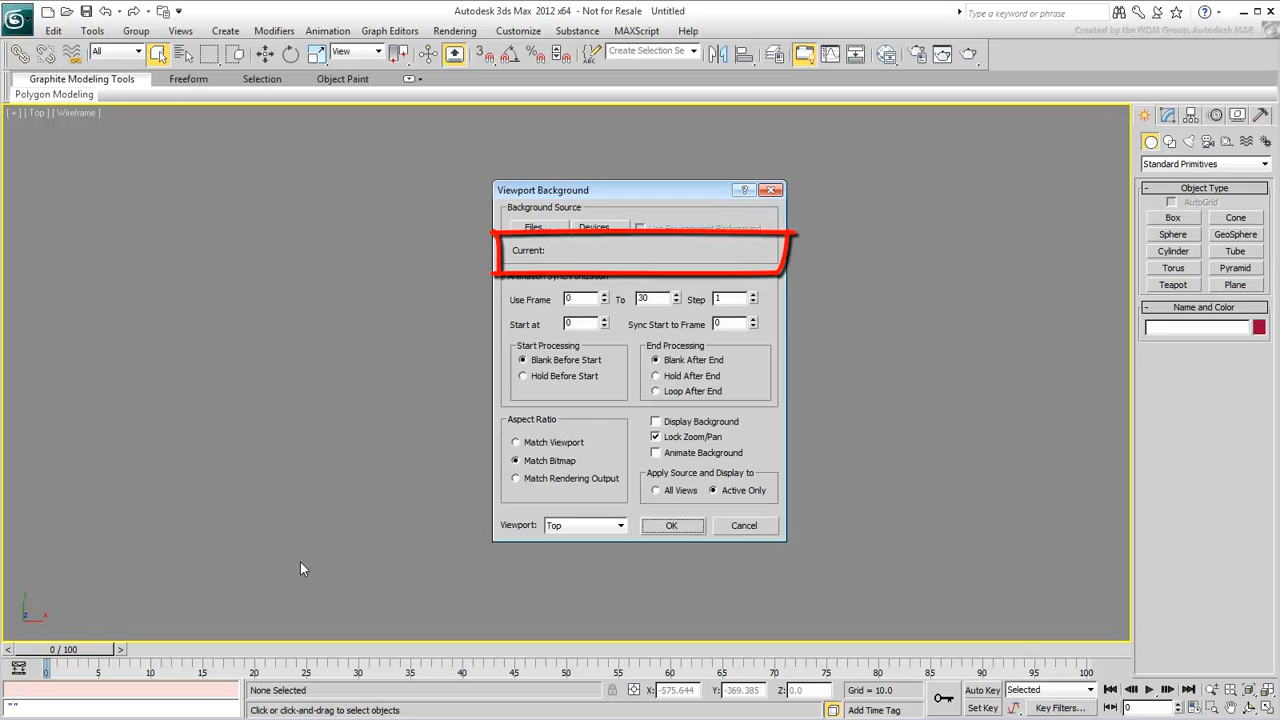 Autodesk 3ds Max 2012 x64 - Not for Resale Untitled
Type a keyword or phrase
Edit Tools Group Views Create Modifiers Animation Graph Editors Rendering Customize Substance MAXScript Help
Created by the WDM Group, Autodesk M&E
All View Create Selection Se
Graphite Modeling Tools Freeform Selection Object Paint
Polygon Modeling
[ + ] [ Top ] [ Wireframe ]
Standard Primitives
Viewport Background
Object Type
AutoGrid
Background Source
Box Cone
Files... Devices... Use Environment Background
Sphere GeoSphere
Current:
Cylinder Tube
Torus Pyramid
Animation Synchronization
Teapot Plane
Use Frame 0 To 30 Step 1
Name and Color
Start at 0 Sync Start to Frame 0
Start Processing End Processing
Blank Before Start Blank After End
Hold Before Start Hold After End
Loop After End
Aspect Ratio Display Background
Match Viewport Lock Zoom/Pan
Match Bitmap Animate Background
Match Rendering Output Apply Source and Display to
All Views Active Only
Viewport: Top OK Cancel
y
z x
< 0 / 100 >
0 5 10 15 20 25 30 35 40 45 50 55 60 65 70 75 80 85 90 95 100
None Selected X: -575.644 Y: -369.385 Z: 0.0 Grid = 10.0 Auto Key Selected
"" Click or click-and-drag to select objects Add Time Tag Set Key Key Filters... 0